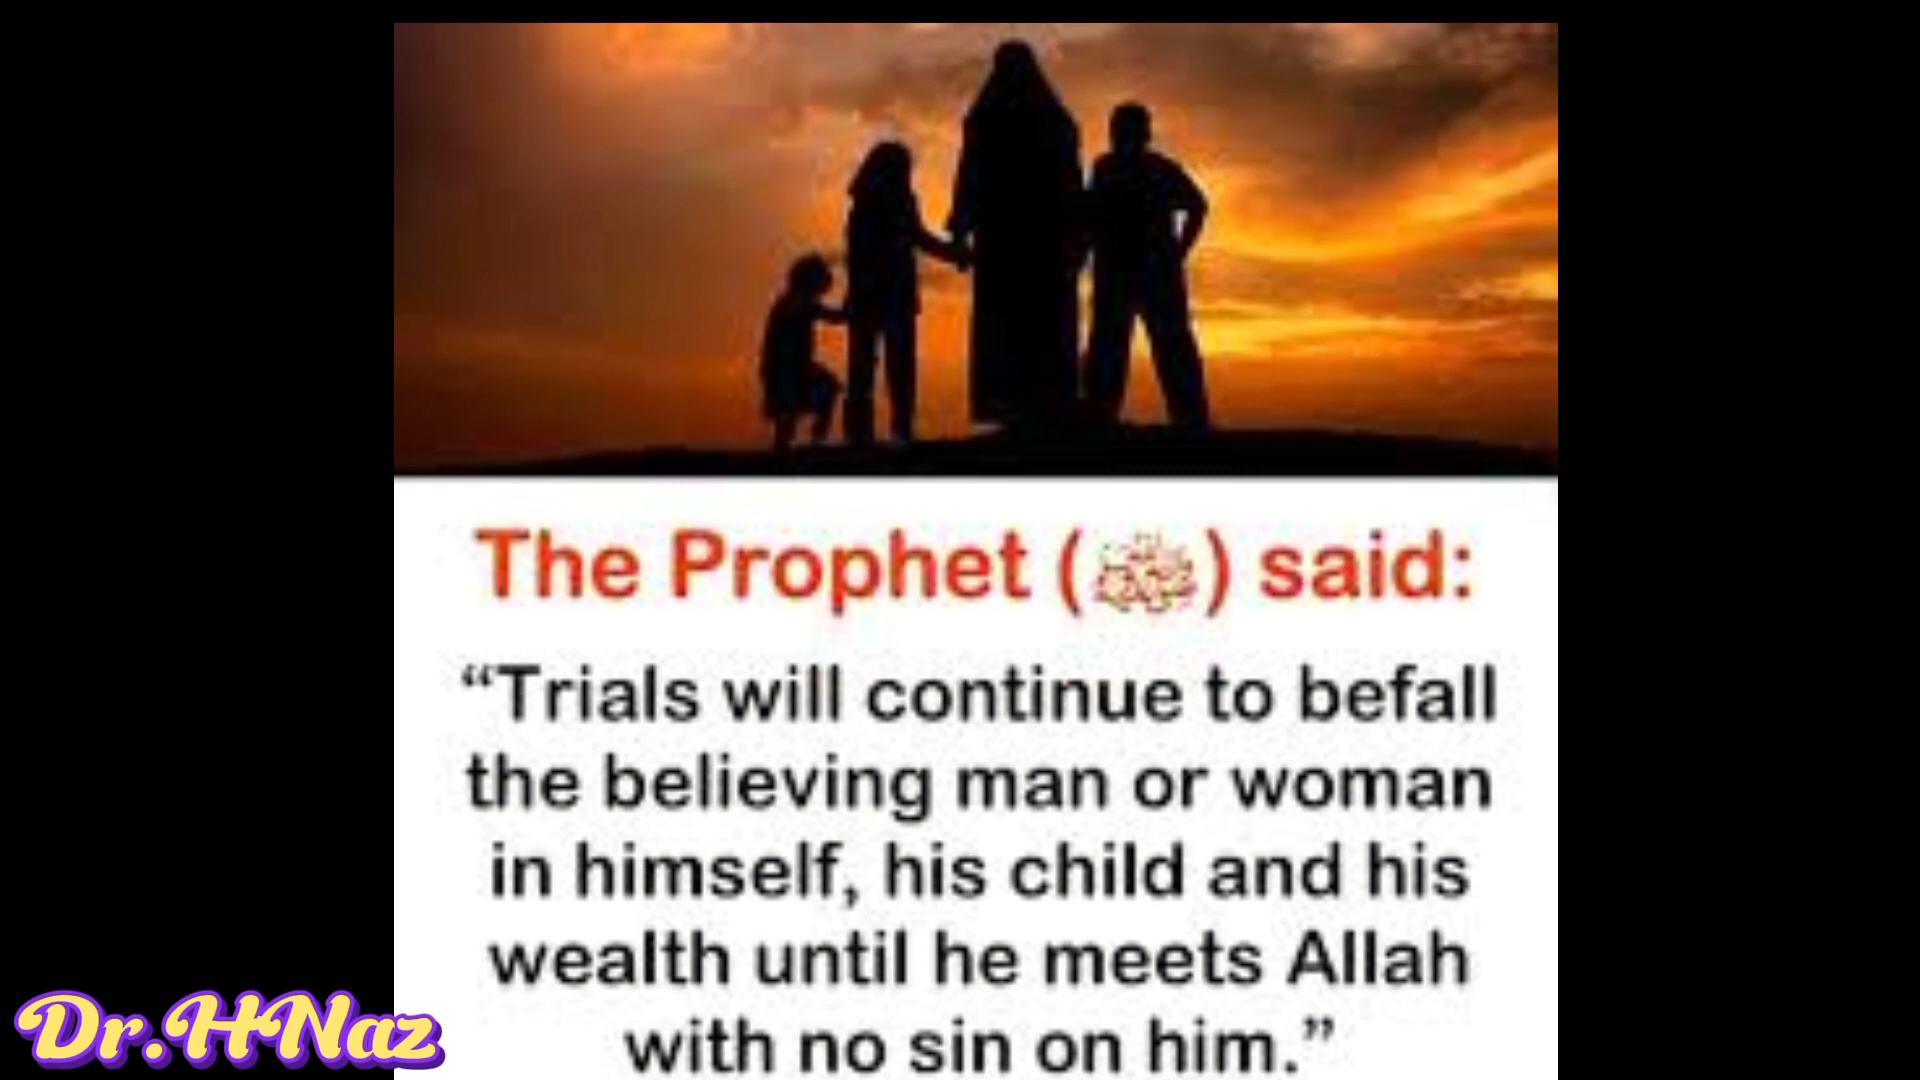 The Prophet (ﷺ) said:
“Trials will continue to befall
the believing man or woman
in himself, his child and his
wealth until he meets Allah
with no sin on him.”
Dr.HNaz